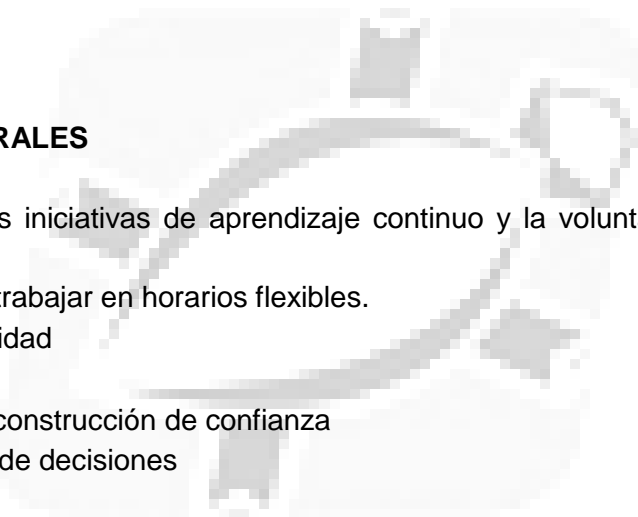 RALES
s iniciativas de aprendizaje continuo y la volunt
trabajar en horarios flexibles.
idad
construcción de confianza
de decisiones